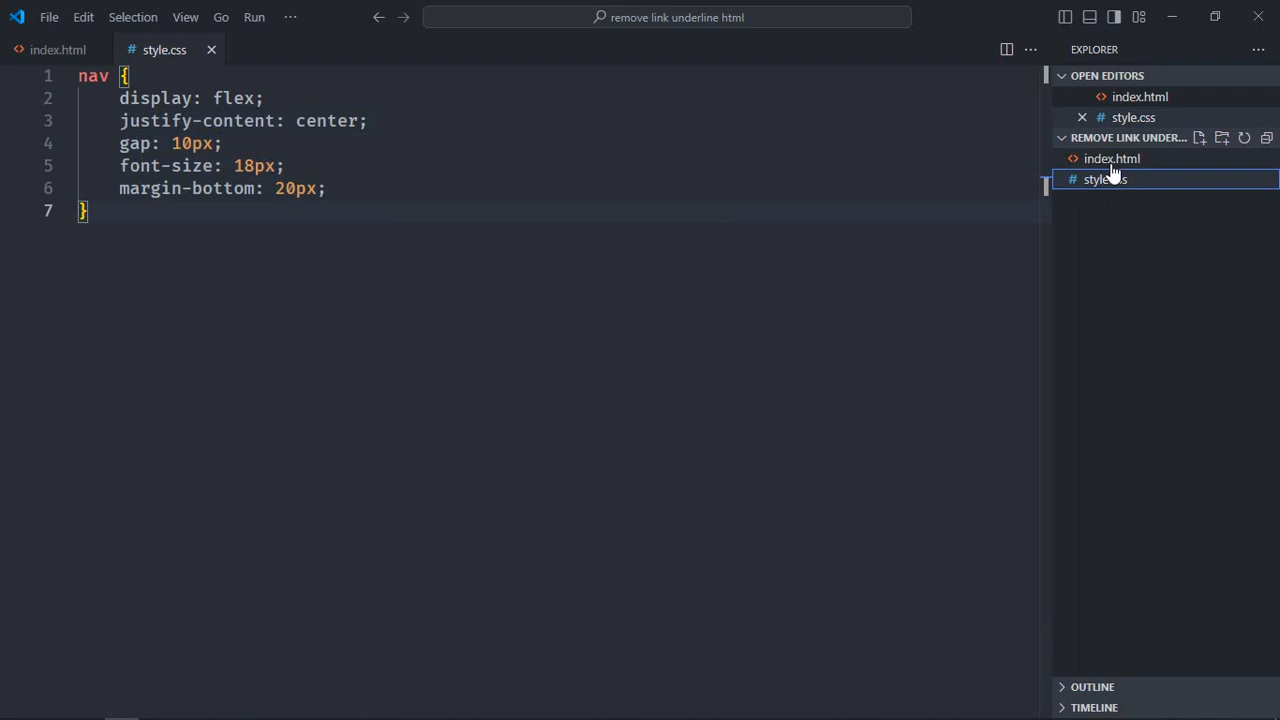 File Edit Selection View Go Run ···
remove link underline html
index.html
# style.css
EXPLORER
1 nav {
2 display: flex;
3 justify-content: center;
4 gap: 10px;
5 font-size: 18px;
6 margin-bottom: 20px;
7 }
OPEN EDITORS
index.html
# style.css
REMOVE LINK UNDER...
index.html
#
OUTLINE
TIMELINE